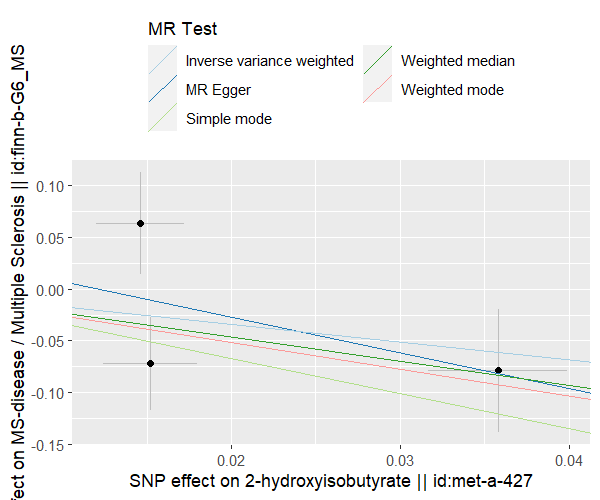 MR Test
Inverse variance weighted
Weighted median
MR Egger
Weighted mode
Simple mode
ect on MS-disease / Multiple Sclerosis || id:finn-b-G6_MS
0.10
0.05
0.00
-0.05
-0.10
-0.15
0.02
0.03
0.04
SNP effect on 2-hydroxyisobutyrate || id:met-a-427